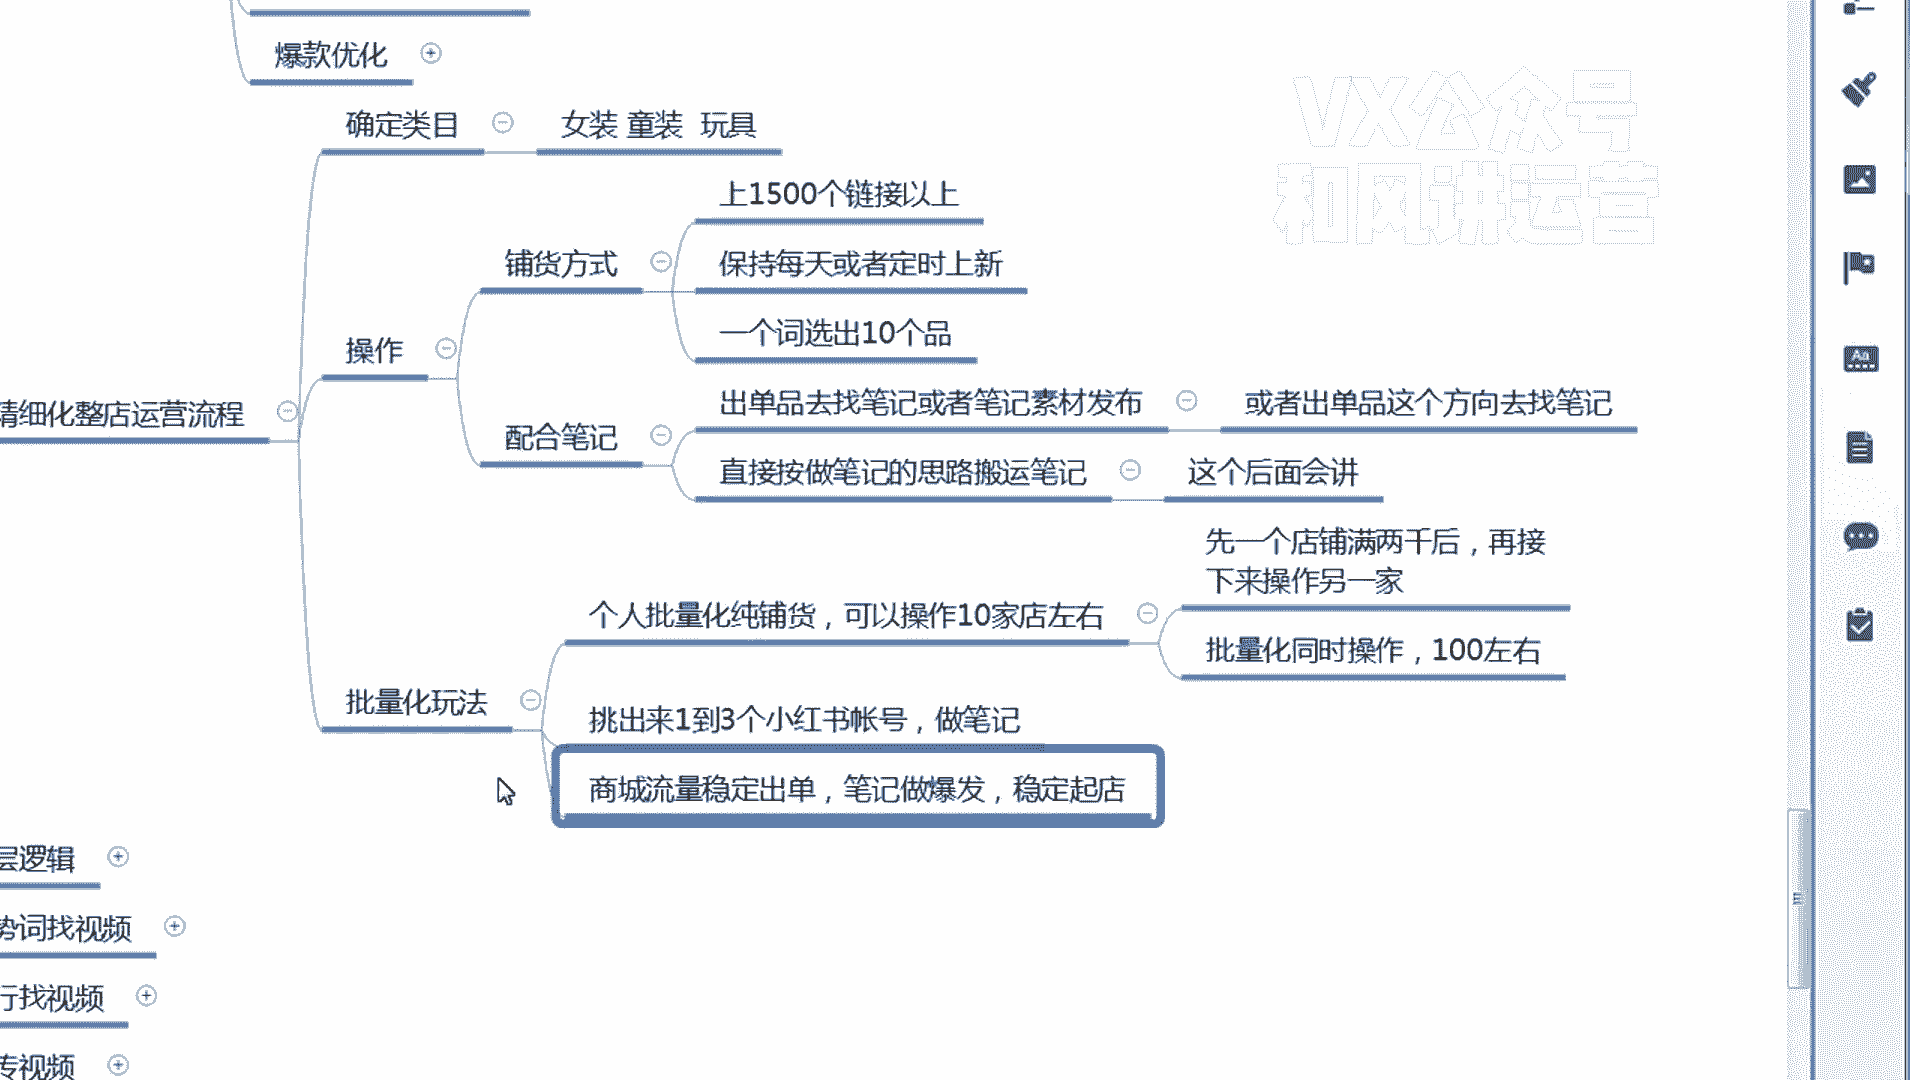 爆款优化
VX公众号
和风讲运营
确定类目
女装 童装 玩具
上1500个链接以上
铺货方式
保持每天或者定时上新
一个词选出10个品
操作
出单品去找笔记或者笔记素材发布
或者出单品这个方向去找笔记
精细化整店运营流程
配合笔记
直接按做笔记的思路搬运笔记
这个后面会讲
先一个店铺满两千后，再接
下来操作另一家
个人批量化纯铺货，可以操作10家店左右
批量化同时操作，100左右
批量化玩法
挑出来1到3个小红书帐号，做笔记
商城流量稳定出单，笔记做爆发，稳定起店
层逻辑
势词找视频
行找视频
传视频
Aa